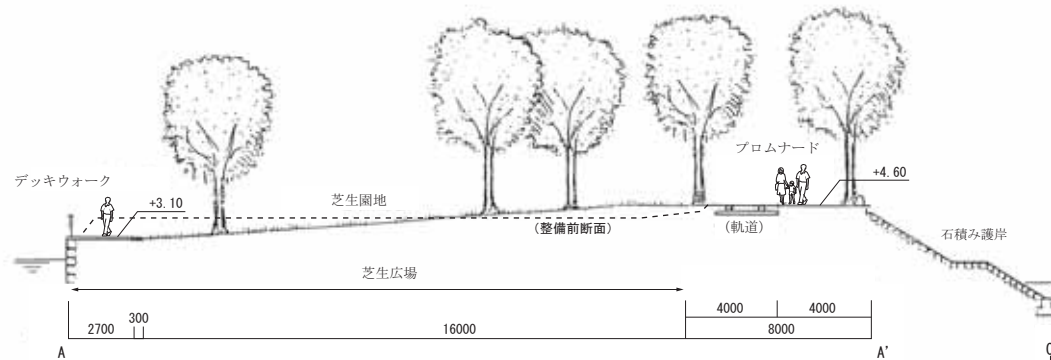 プロムナード
デッキウォーク
+3.10
芝生園地
+4.60
(整備前断面)
(軌道)
石積み護岸
芝生広場
4000
4000
2700
300
16000
8000
A
A'